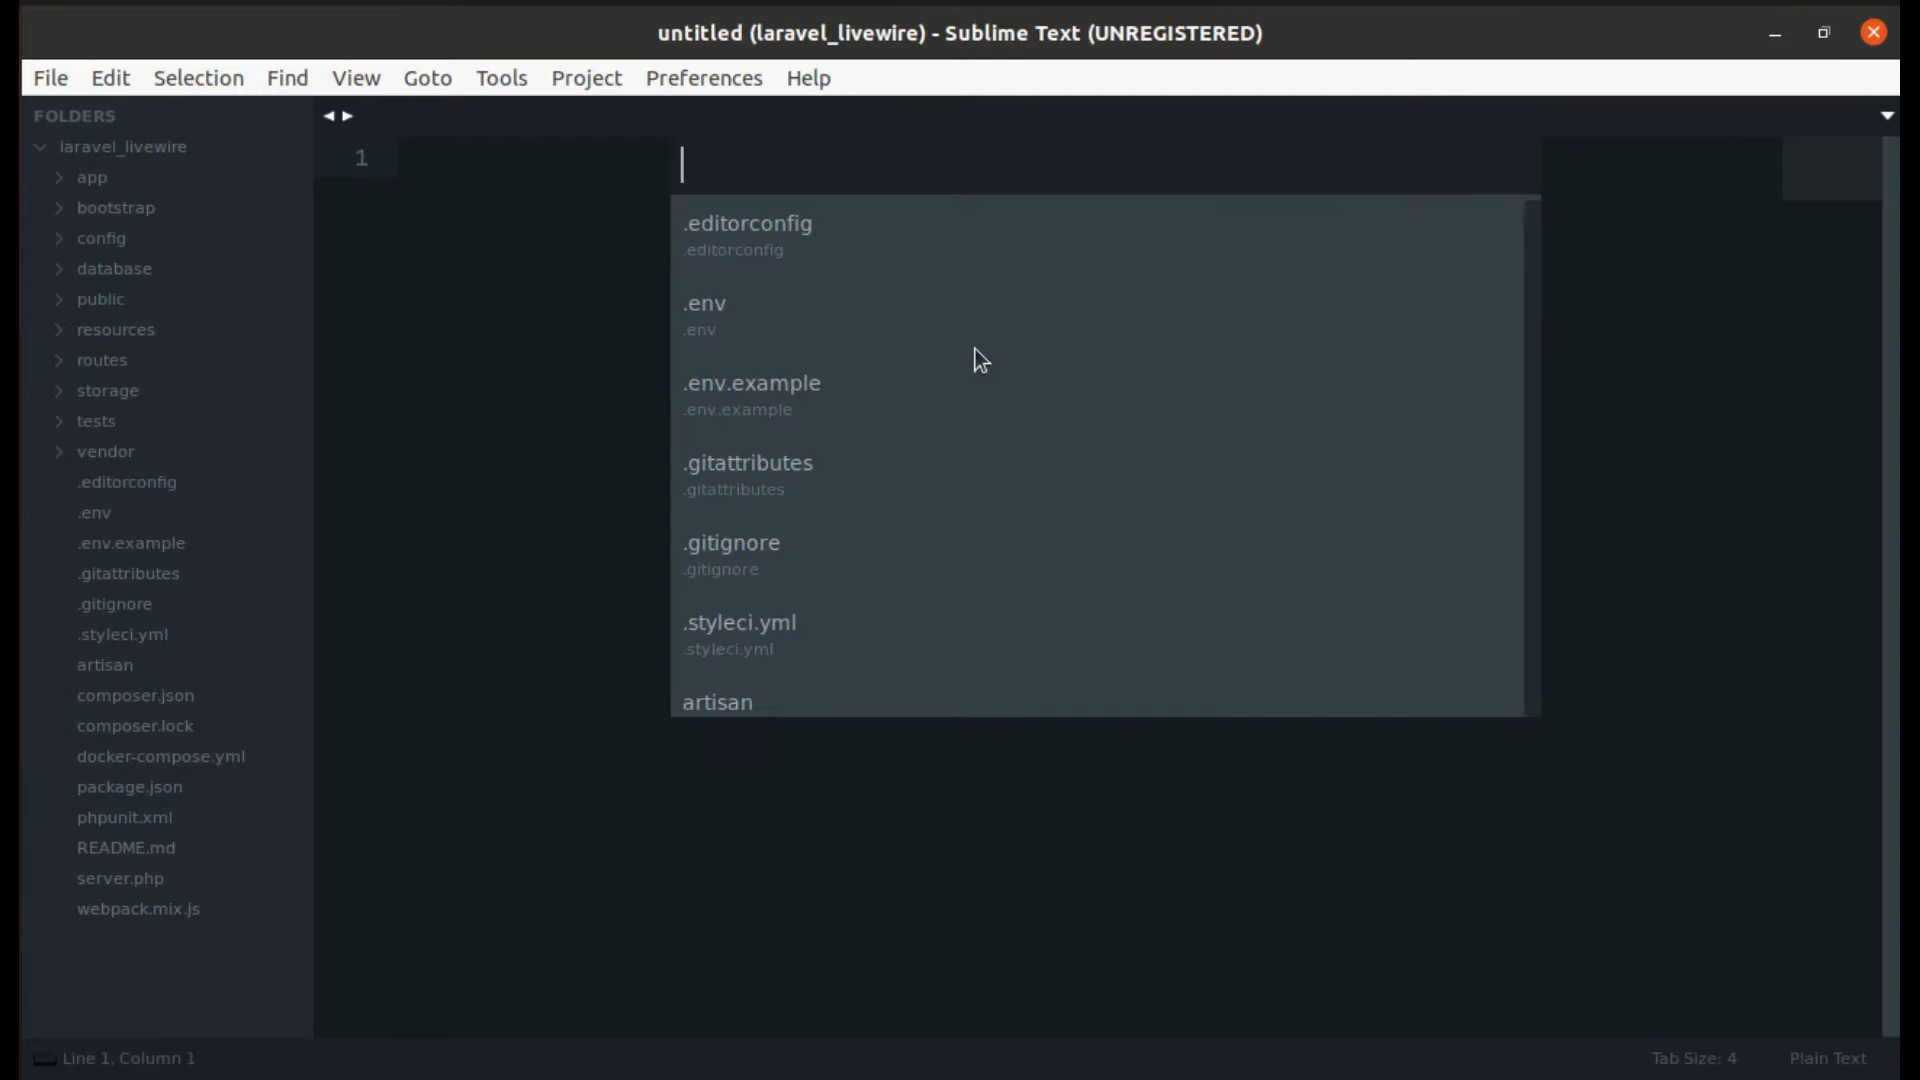 untitled (laravel_livewire) - Sublime Text (UNREGISTERED)
File Edit Selection Find View Goto Tools Project Preferences Help
FOLDERS
laravel_livewire
app
bootstrap
config
database
public
resources
routes
storage
tests
vendor
.editorconfig
.env
.env.example
.gitattributes
.gitignore
.styleci.yml
artisan
composer.json
composer.lock
docker-compose.yml
package.json
phpunit.xml
README.md
server.php
webpack.mix.js
1
.editorconfig
.editorconfig
.env
.env
.env.example
.env.example
.gitattributes
.gitattributes
.gitignore
.gitignore
.styleci.yml
.styleci.yml
artisan
Line 1, Column 1
Tab Size: 4
Plain Text